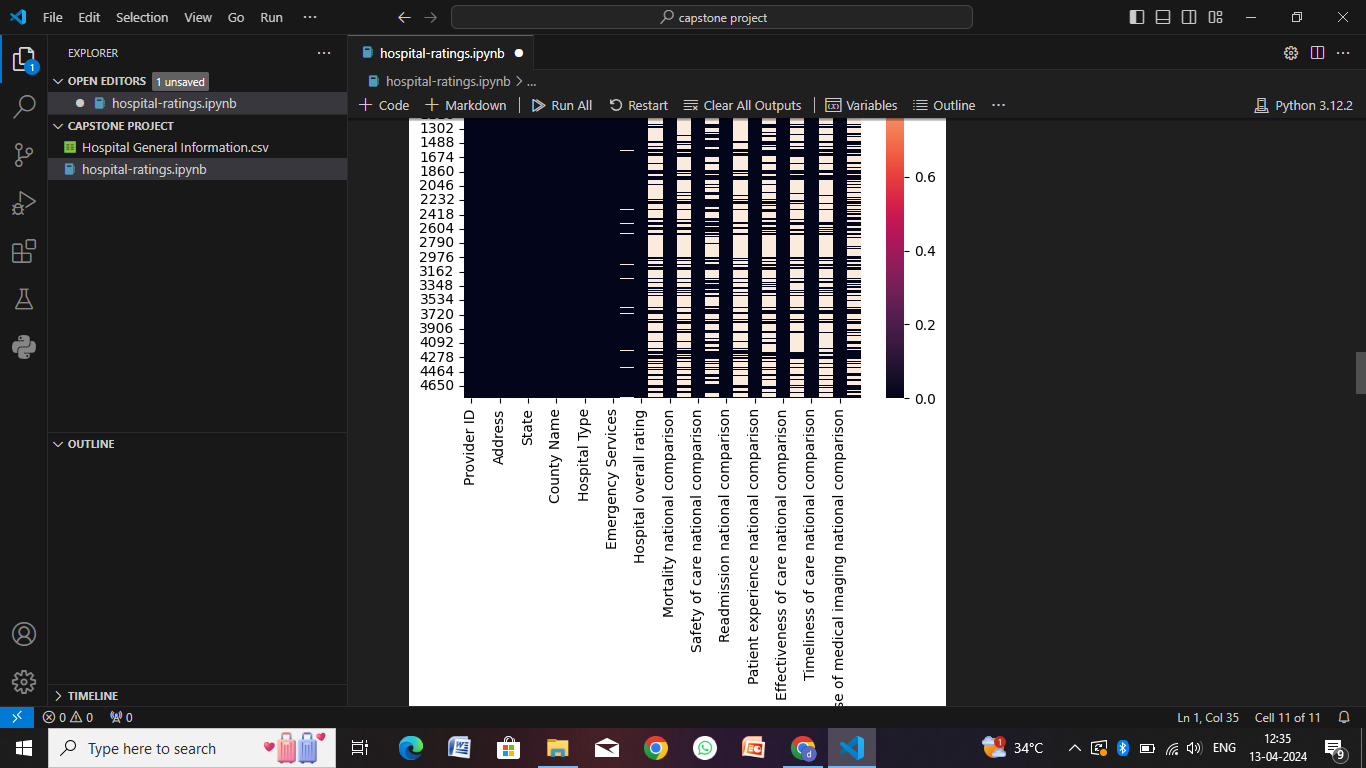 File Edit Selection View Go Run ··· capstone project
EXPLORER ···
OPEN EDITORS 1 unsaved
hospital-ratings.ipynb
CAPSTONE PROJECT
Hospital General Information.csv
hospital-ratings.ipynb
OUTLINE
TIMELINE
hospital-ratings.ipynb
hospital-ratings.ipynb > ...
+ Code + Markdown Run All Restart Clear All Outputs Variables Outline ··· Python 3.12.2
1302
1488
1674
1860
2046
2232
2418
2604
2790
2976
3162
3348
3534
3720
3906
4092
4278
4464
4650
0.6
0.4
0.2
0.0
Provider ID
Address
State
County Name
Hospital Type
Emergency Services
Hospital overall rating
Mortality national comparison
Safety of care national comparison
Readmission national comparison
Patient experience national comparison
Effectiveness of care national comparison
Timeliness of care national comparison
of medical imaging national comparison
0 0 0
Ln 1, Col 35 Cell 11 of 11
Type here to search
34°C
ENG
12:35
13-04-2024
9